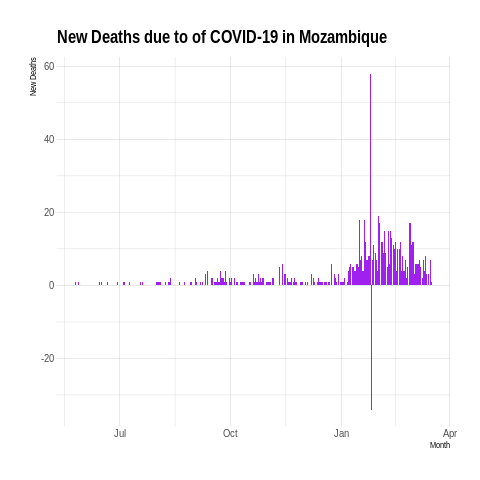 New Deaths due to of COVID-19 in Mozambique
New Deaths
60
40
20
0
-20
Jul
Oct
Jan
Apr
Month